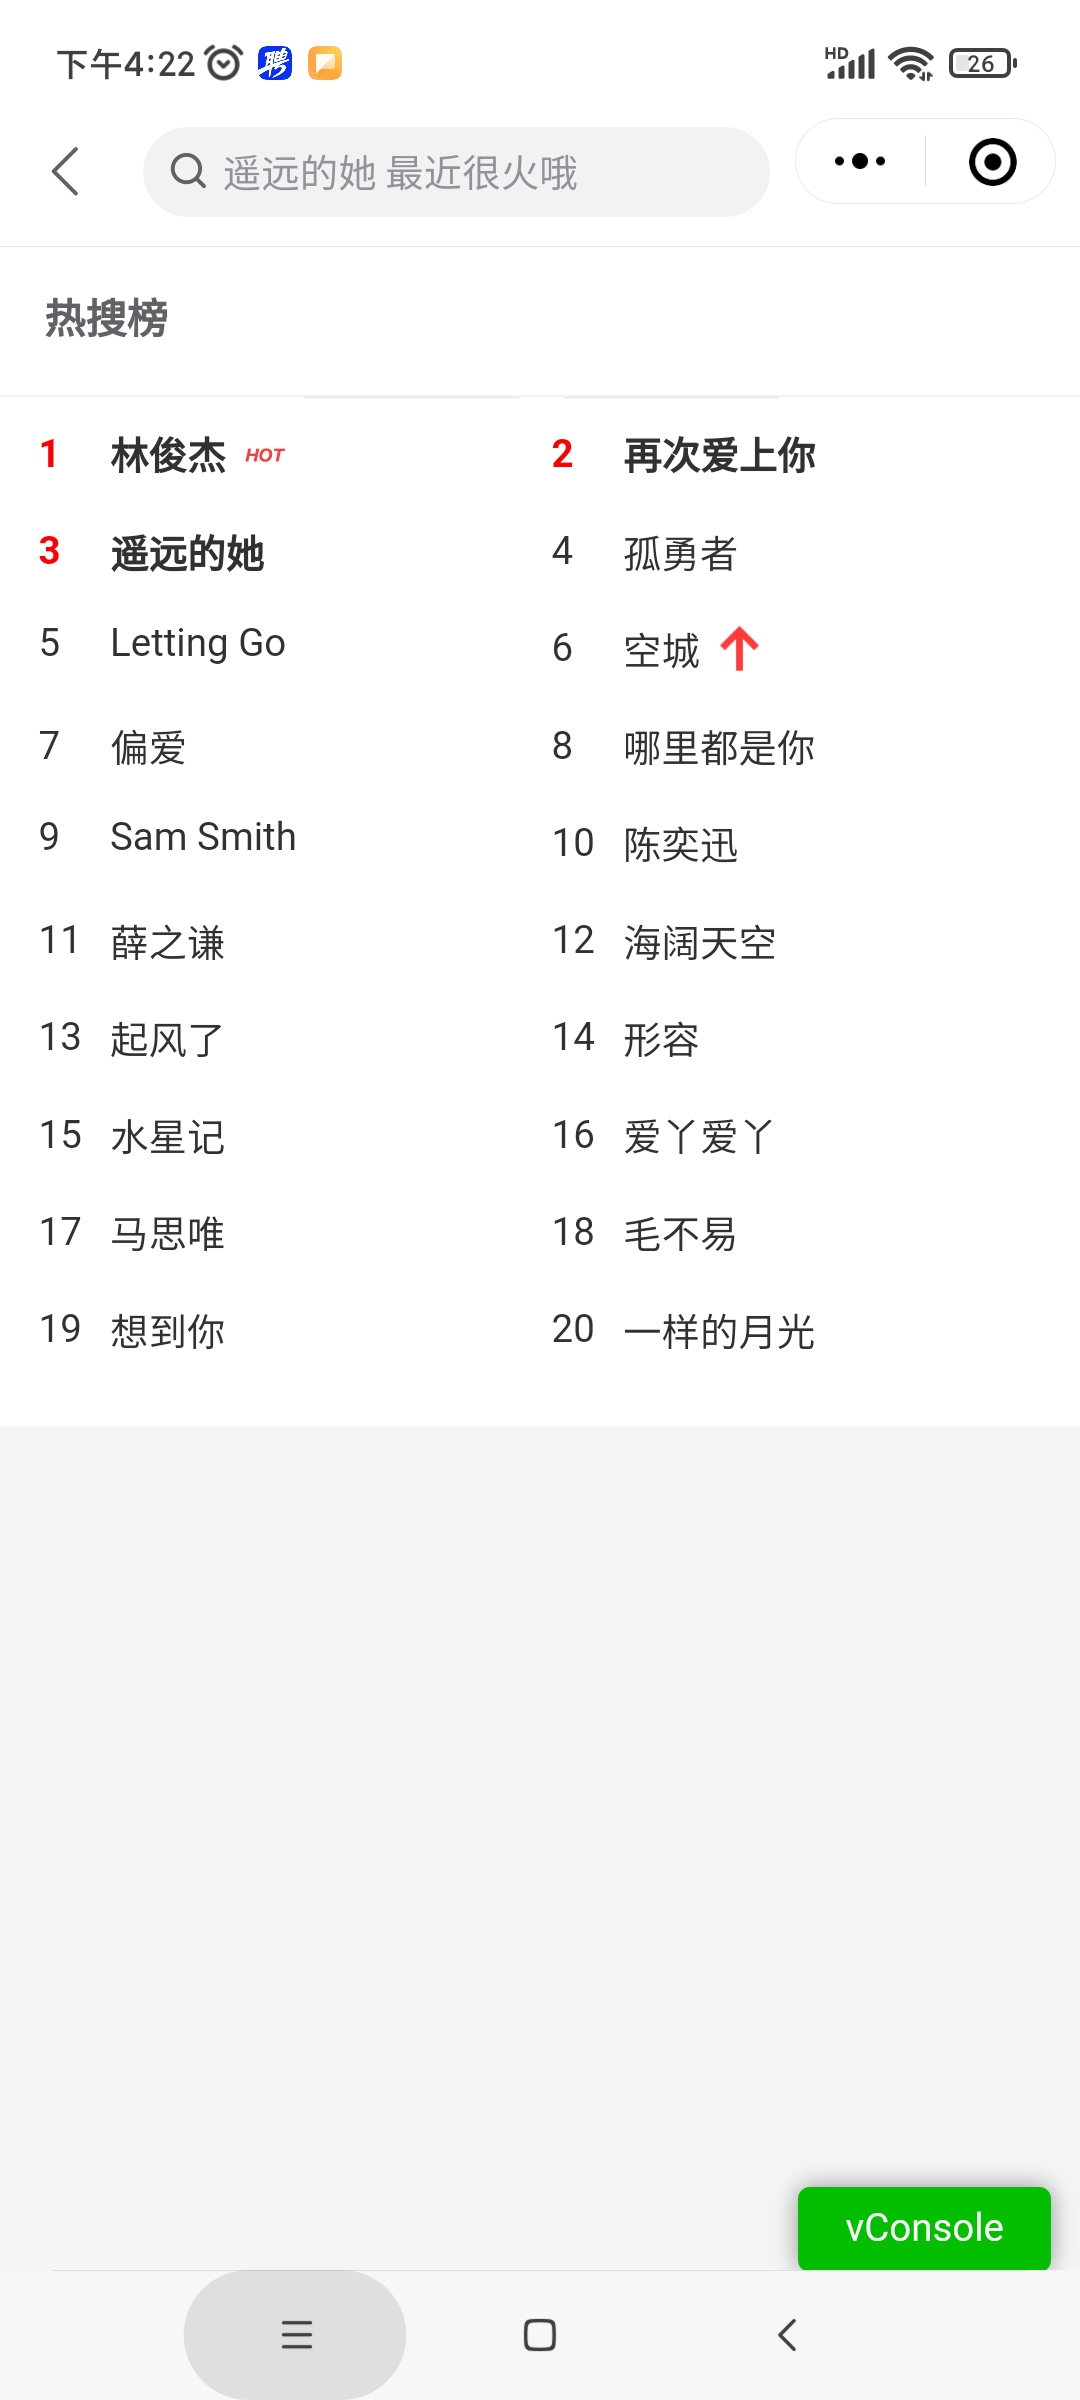 下午4:22 聘 HD 26
遥远的她 最近很火哦
热搜榜
1 林俊杰 HOT 2 再次爱上你
3 遥远的她 4 孤勇者
5 Letting Go 6 空城
7 偏爱 8 哪里都是你
9 Sam Smith 10 陈奕迅
11 薛之谦 12 海阔天空
13 起风了 14 形容
15 水星记 16 爱丫爱丫
17 马思唯 18 毛不易
19 想到你 20 一样的月光
vConsole